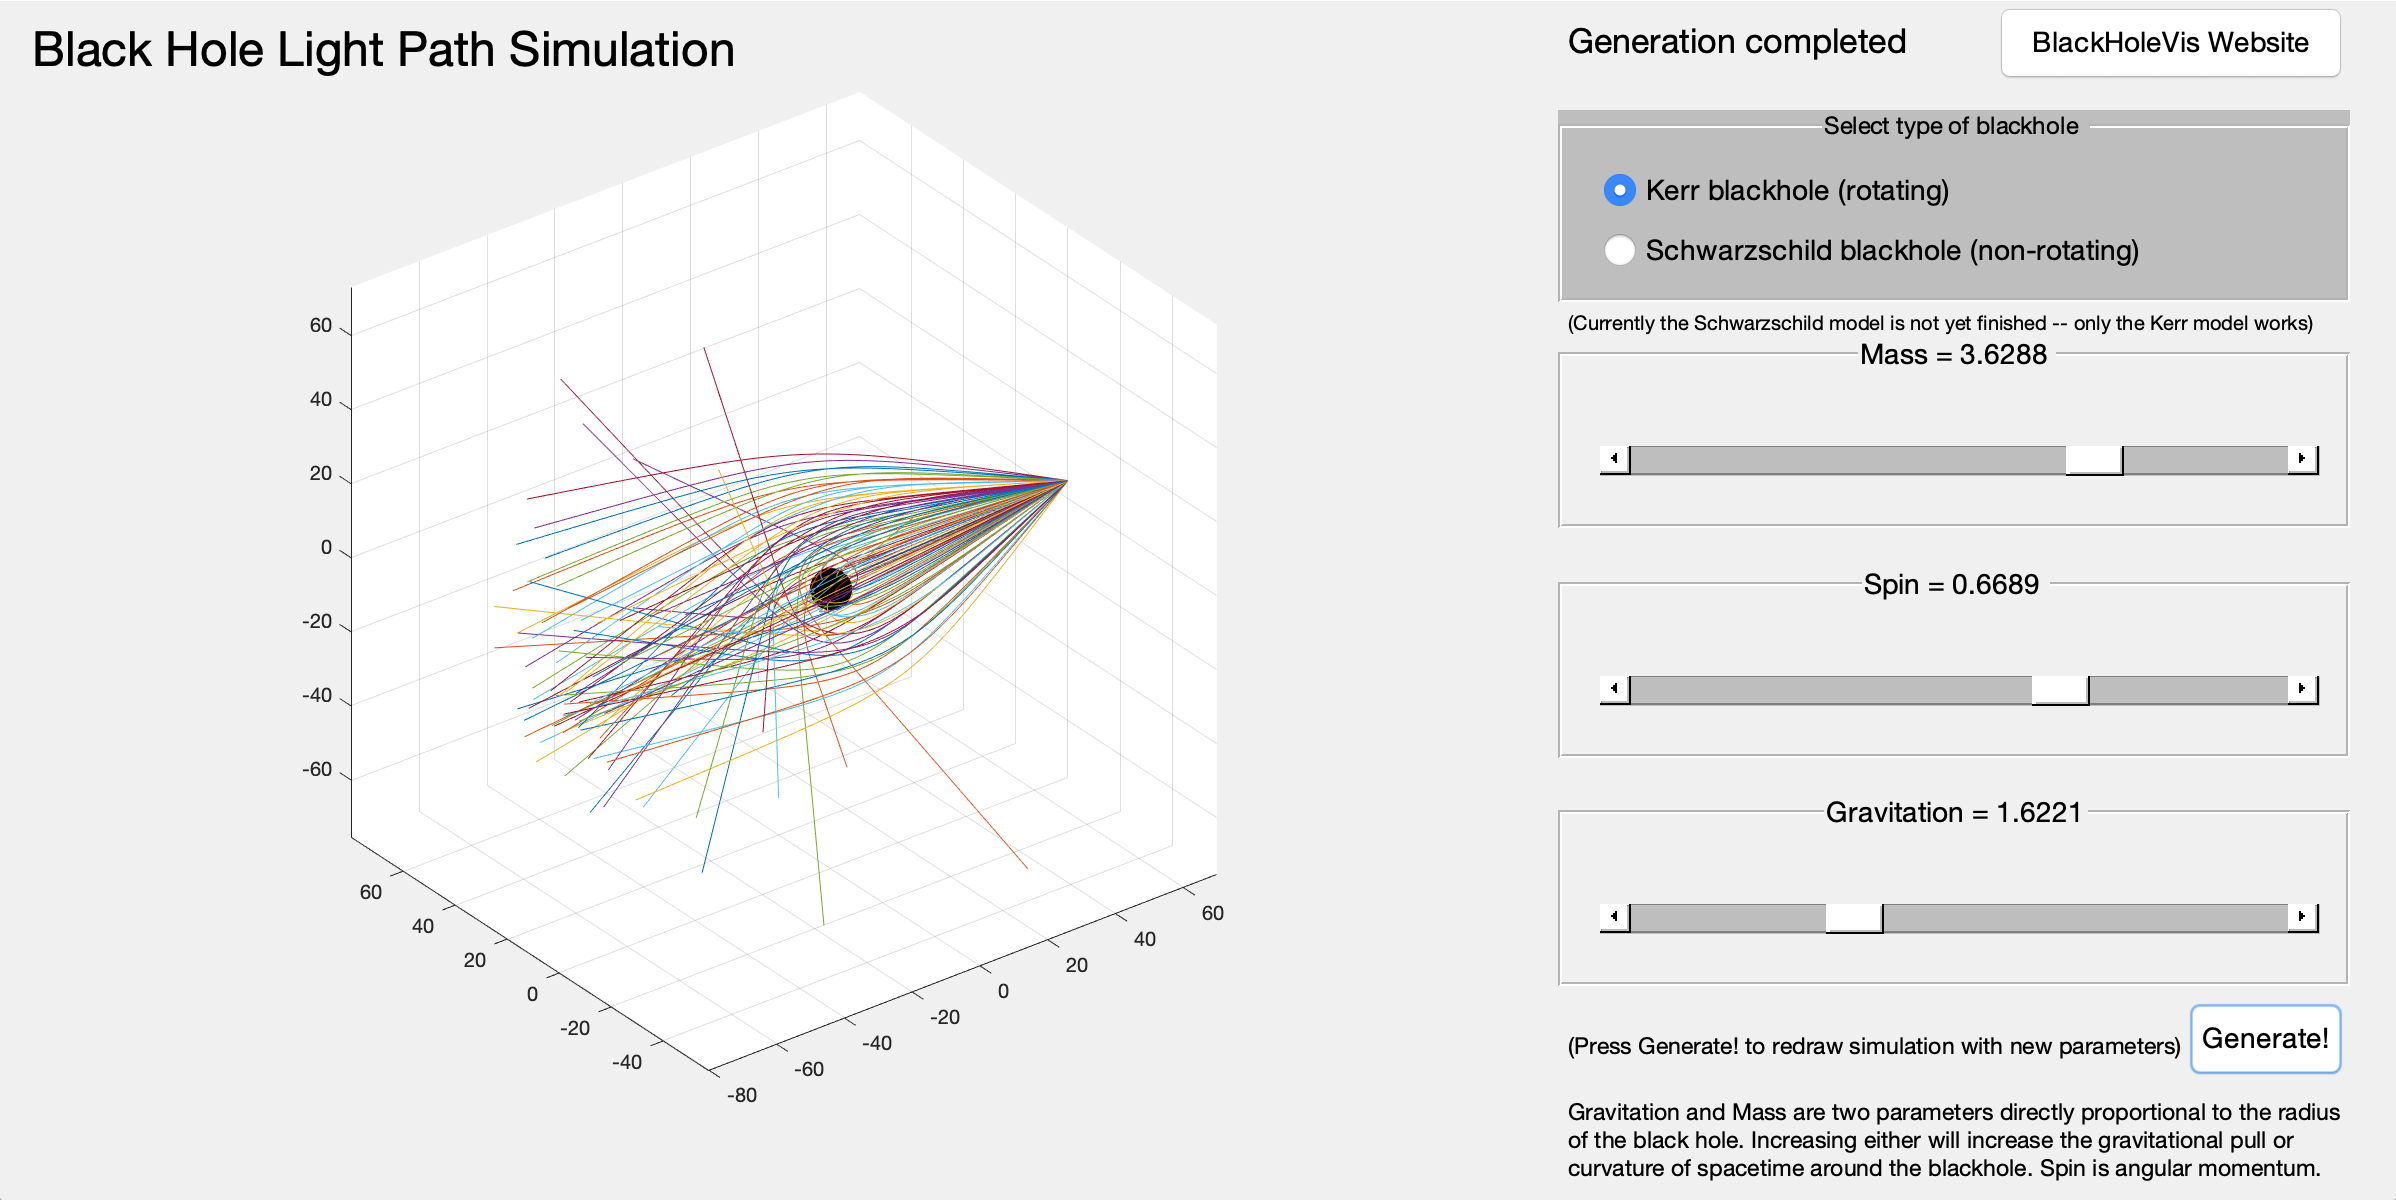 Black Hole Light Path Simulation
Generation completed
BlackHoleVis Website
Select type of blackhole
Kerr blackhole (rotating)
Schwarzschild blackhole (non-rotating)
(Currently the Schwarzschild model is not yet finished -- only the Kerr model works)
Mass = 3.6288
Spin = 0.6689
Gravitation = 1.6221
(Press Generate! to redraw simulation with new parameters)
Generate!
Gravitation and Mass are two parameters directly proportional to the radius
of the black hole. Increasing either will increase the gravitational pull or
curvature of spacetime around the blackhole. Spin is angular momentum.
60
40
20
0
-20
-40
-60
60
40
20
0
-20
-40
-80
-60
-40
-20
0
20
40
60